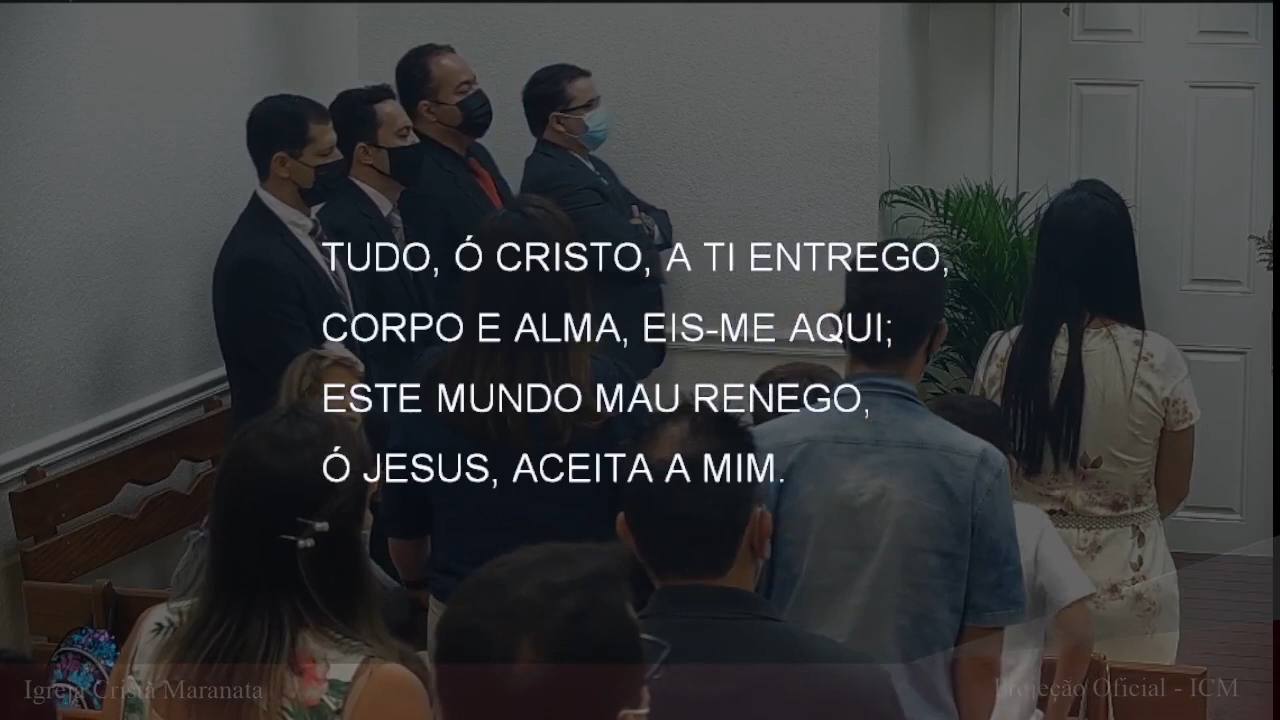 TUDO, Ó CRISTO, A TI ENTREGO,
CORPO E ALMA, EIS-ME AQUI;
ESTE MUNDO MAU RENEGO,
Ó JESUS, ACEITA A MIM.
Igreja Cristã Maranata
Projeção Oficial - ICM